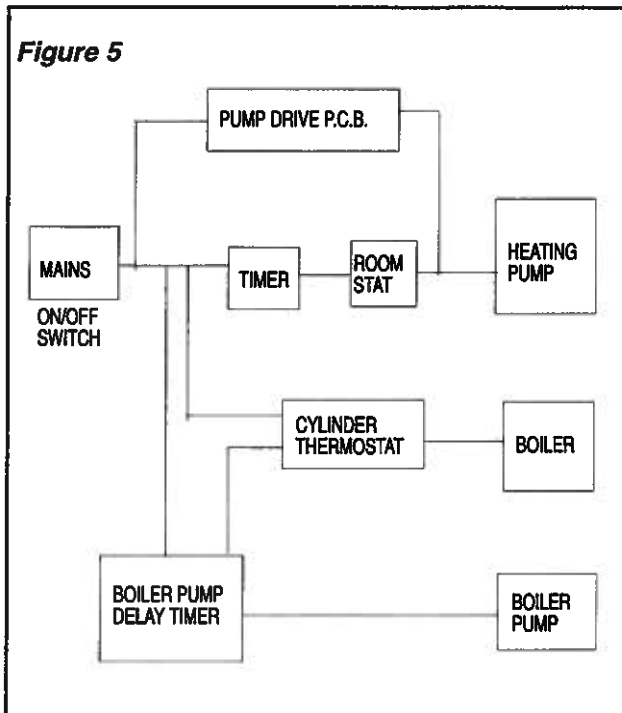 Figure 5
PUMP DRIVE P.C.B.
MAINS
ON/OFF
SWITCH
TIMER
ROOM
STAT
HEATING
PUMP
CYLINDER
THERMOSTAT
BOILER
BOILER PUMP
DELAY TIMER
BOILER
PUMP